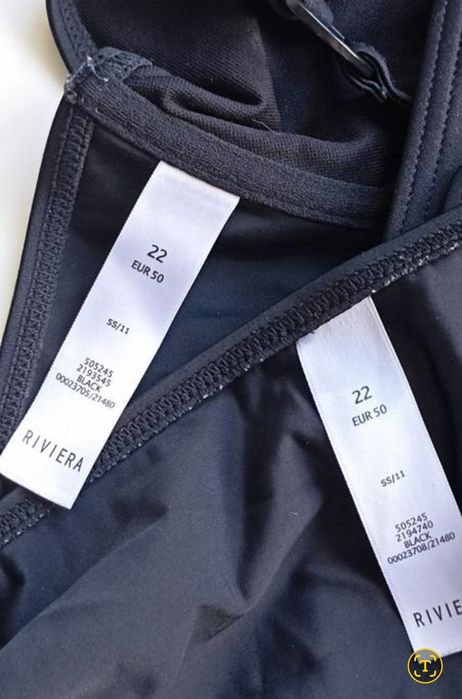 22
EUR 50
SS/11
505245
2193545
BLACK
00023705/21480
RIVIERA
22
EUR 50
SS/11
505245
2194740
BLACK
00023708/21480
RIVIE
T